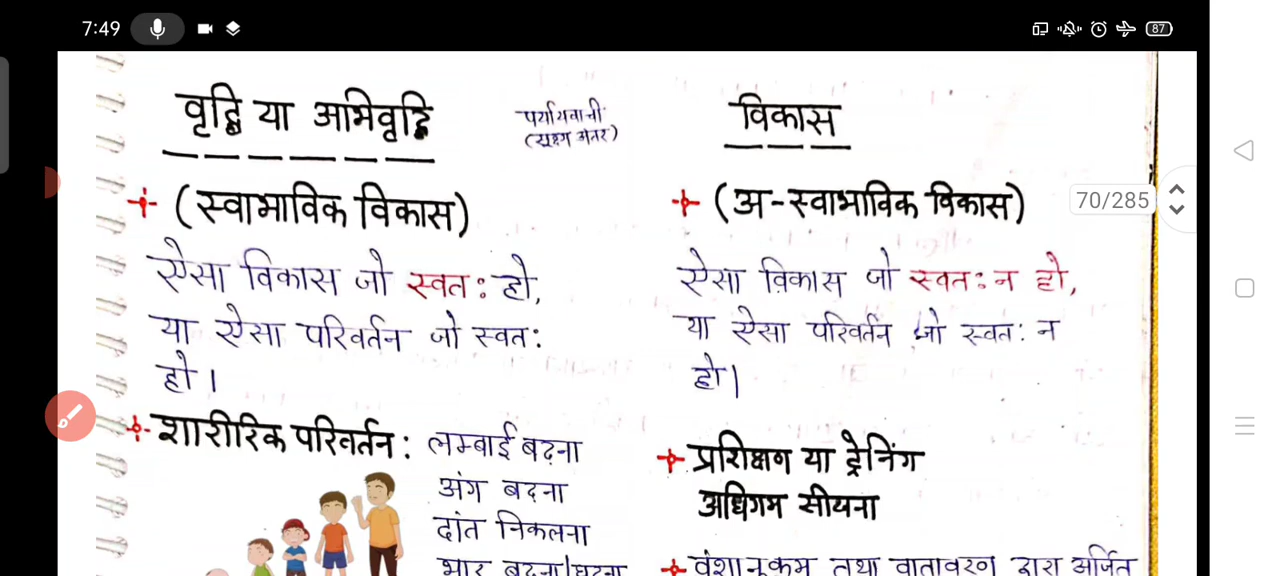 7:49
87
वृद्धि या अभिवृद्धि
पर्यायवाची
(सूक्ष्म अंतर)
विकास
(स्वाभाविक विकास)
(अ-स्वाभाविक विकास)
70/285
ऐसा विकास जो स्वतः हो,
या ऐसा परिवर्तन जो स्वतः
हो।
ऐसा विकास जो स्वतः न हो,
या ऐसा परिवर्तन जो स्वतः न
हो।
शारीरिक परिवर्तन: लम्बाई बढ़ना
अंग बढ़ना
दांत निकलना
भार बढ़ना/घटना
प्रशिक्षण या ट्रेनिंग
अधिगम सीखना
वंशानुक्रम तथा वातावरण द्वारा अर्जित